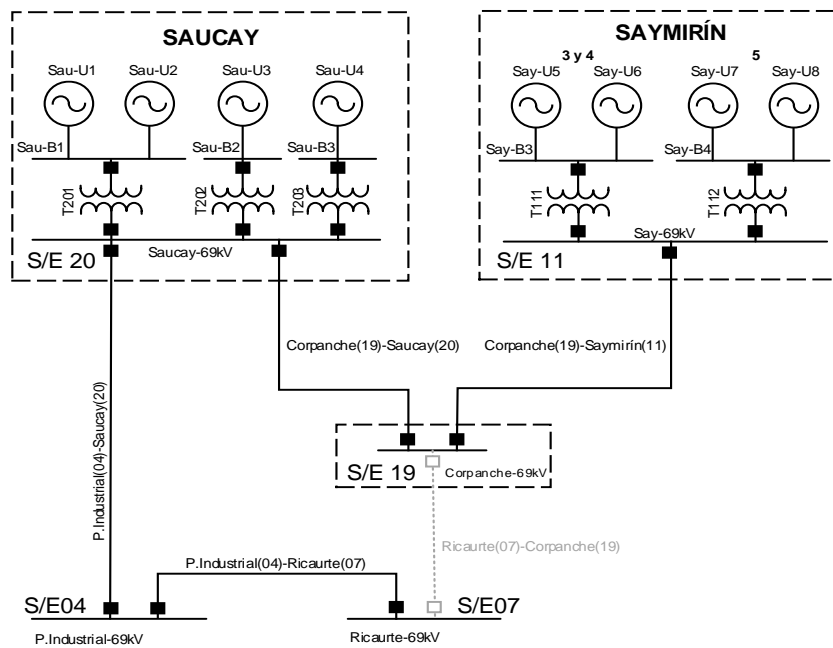 SAUCAY
SAYMIRÍN
3 y 4
5
Sau-U1
Sau-U2
Sau-U3
Sau-U4
Say-U5
Say-U6
Say-U7
Say-U8
Sau-B1
Sau-B2
Sau-B3
Say-B3
Say-B4
T201
T202
T203
T111
T112
Saucay-69kV
Say-69kV
S/E 20
S/E 11
Corpanche(19)-Saucay(20)
Corpanche(19)-Saymirín(11)
P.Industrial(04)-Saucay(20)
S/E 19
Corpanche-69kV
Ricaurte(07)-Corpanche(19)
P.Industrial(04)-Ricaurte(07)
S/E04
S/E07
P.Industrial-69kV
Ricaurte-69kV